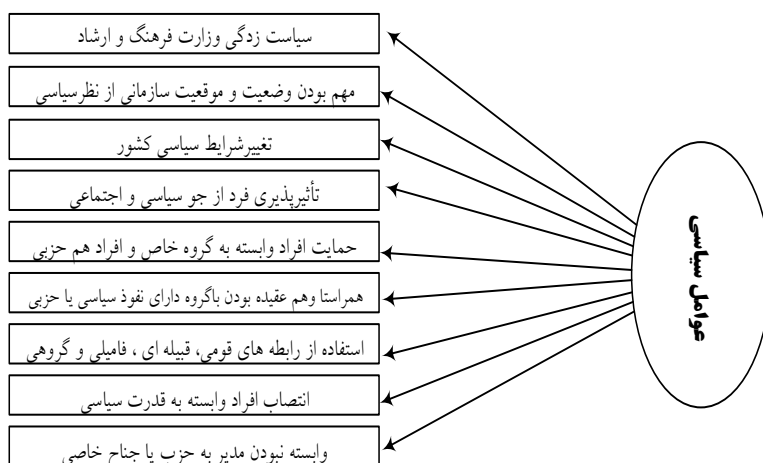 سیاست زدگی وزارت فرهنگ و ارشاد
مهم بودن وضعیت و موقعیت سازمانی از نظرسیاسی
تغییرشرایط سیاسی کشور
تأثیرپذیری فرد از جو سیاسی و اجتماعی
حمایت افراد وابسته به گروه خاص و افراد هم حزبی
همراستا وهم عقیده بودن باگروه دارای نفوذ سیاسی یا حزبی
استفاده از رابطه های قومی، قبیله ای ، فامیلی و گروهی
انتصاب افراد وابسته به قدرت سیاسی
وابسته نبودن مدیر به حزب یا جناح خاصی
عوامل سیاسی